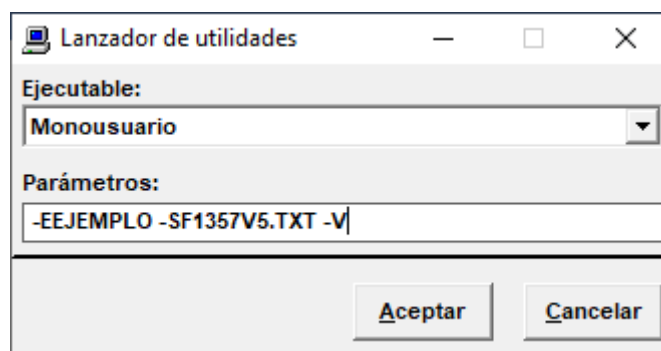 Lanzador de utilidades
Ejecutable:
Monousuario
Parámetros:
-EEJEMPLO -SF1357V5.TXT -V
Aceptar Cancelar